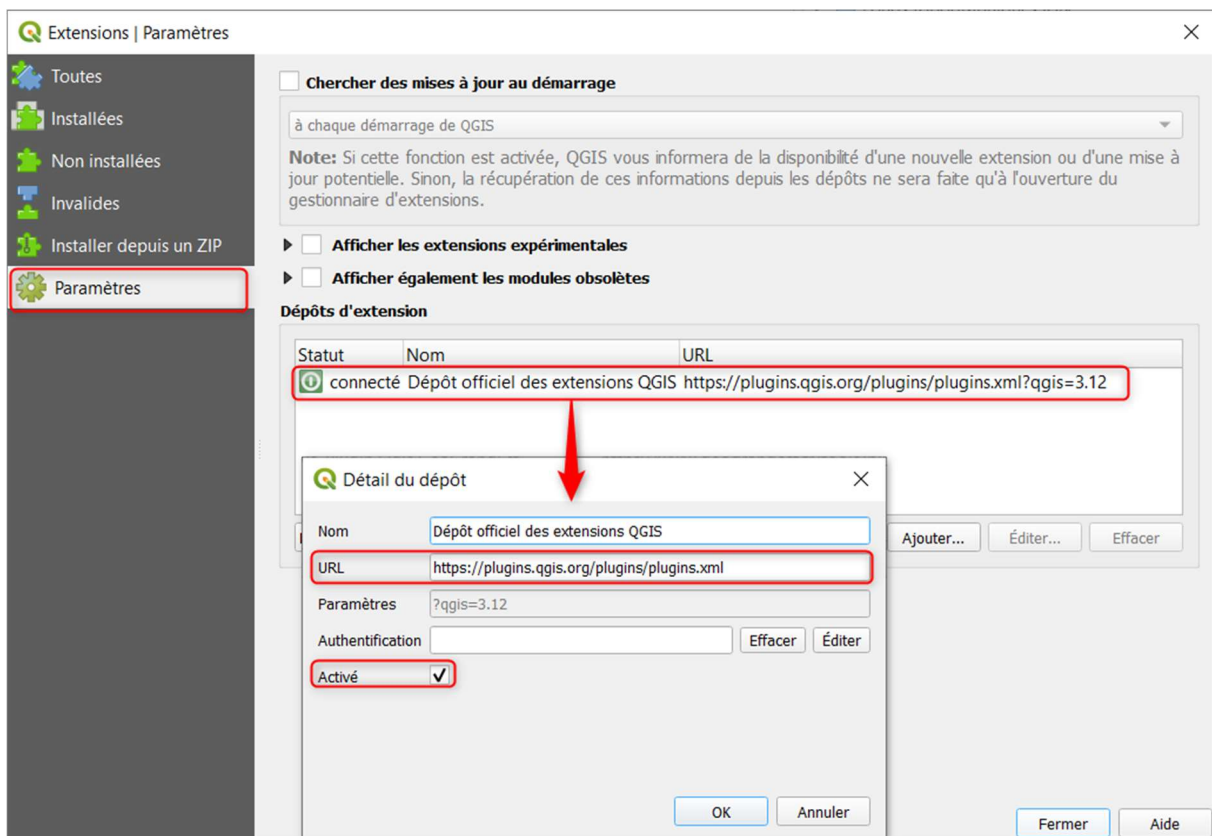 Extensions | Paramètres
Toutes
Installées
Non installées
Invalides
Installer depuis un ZIP
Paramètres
Chercher des mises à jour au démarrage
à chaque démarrage de QGIS
Note: Si cette fonction est activée, QGIS vous informera de la disponibilité d'une nouvelle extension ou d'une mise à
jour potentielle. Sinon, la récupération de ces informations depuis les dépôts ne sera faite qu'à l'ouverture du
gestionnaire d'extensions.
Afficher les extensions expérimentales
Afficher également les modules obsolètes
Dépôts d'extension
Statut Nom URL
connecté Dépôt officiel des extensions QGIS https://plugins.qgis.org/plugins/plugins.xml?qgis=3.12
Ajouter... Éditer... Effacer
Détail du dépôt
Nom Dépôt officiel des extensions QGIS
URL https://plugins.qgis.org/plugins/plugins.xml
Paramètres ?qgis=3.12
Authentification Effacer Éditer
Activé
OK Annuler
Fermer Aide